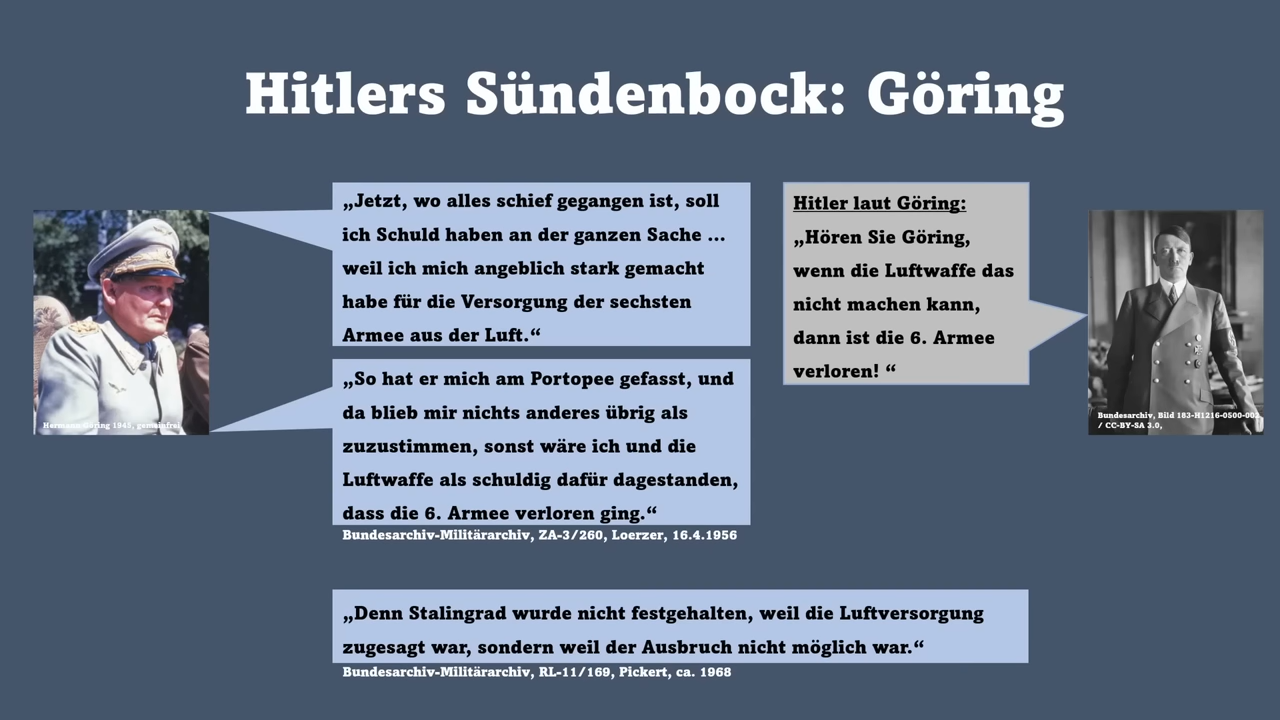 Hitlers Sündenbock: Göring
„Jetzt, wo alles schief gegangen ist, soll
ich Schuld haben an der ganzen Sache ...
weil ich mich angeblich stark gemacht
habe für die Versorgung der sechsten
Armee aus der Luft.“
„So hat er mich am Portopee gefasst, und
da blieb mir nichts anderes übrig als
zuzustimmen, sonst wäre ich und die
Luftwaffe als schuldig dafür dagestanden,
dass die 6. Armee verloren ging.“
Bundesarchiv-Militärarchiv, ZA-3/260, Loerzer, 16.4.1956
Hitler laut Göring:
„Hören Sie Göring,
wenn die Luftwaffe das
nicht machen kann,
dann ist die 6. Armee
verloren! “
Hermann Göring 1943, gemeinfrei
Bundesarchiv, Bild 183-H1216-0500-002
/ CC-BY-SA 3.0,
„Denn Stalingrad wurde nicht festgehalten, weil die Luftversorgung
zugesagt war, sondern weil der Ausbruch nicht möglich war.“
Bundesarchiv-Militärarchiv, RL-11/169, Pickert, ca. 1968